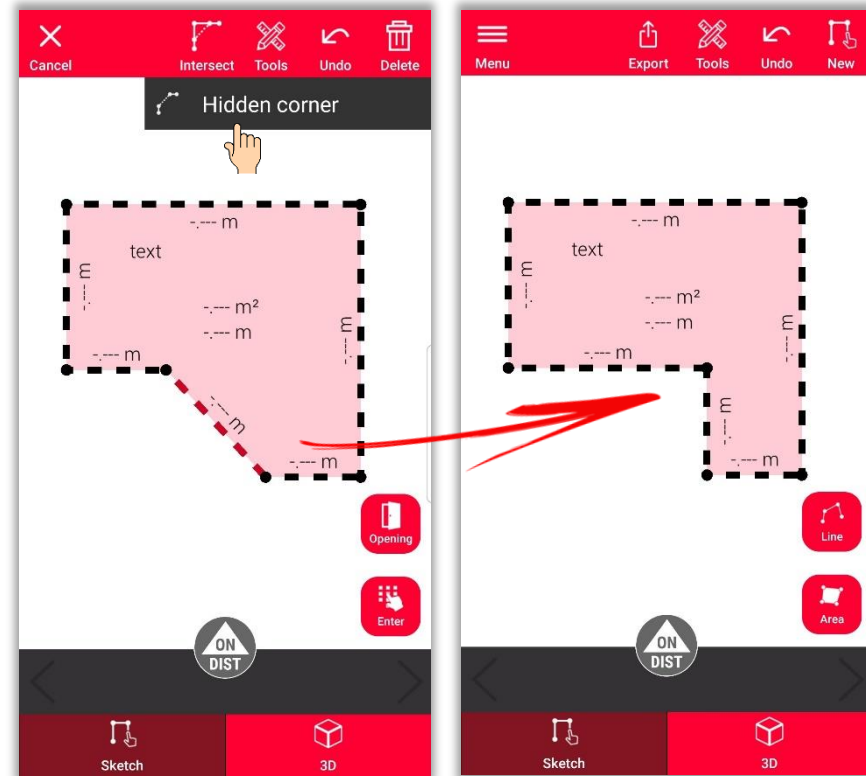 Cancel
Intersect
Tools
Undo
Delete
Hidden corner
-.--- m
text
-.--- m
-.--- m²
-.--- m
-.--- m
-.--- m
-.--- m
-.--- m
Opening
Enter
ON
DIST
Sketch
3D
Menu
Export
Tools
Undo
New
-.--- m
text
-.--- m
-.--- m²
-.--- m
-.--- m
-.--- m
-.--- m
-.--- m
Line
Area
ON
DIST
Sketch
3D